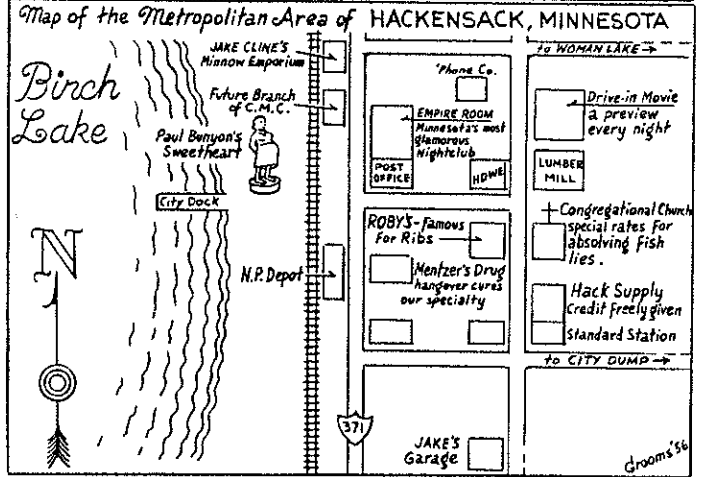 Map of the Metropolitan Area of HACKENSACK, MINNESOTA
to WOMAN LAKE →
JAKE CLINE'S
Minnow Emporium
Birch
Lake
Future Branch
of C.M.C.
Paul Bunyon's
Sweetheart
City Dock
N
N.P. Depot
'Phone Co.
EMPIRE ROOM
Minnesota's most
glamorous
Nightclub
POST
OFFICE
HDWE
Drive-in Movie
a preview
every night
LUMBER
MILL
ROBY'S - Famous
For Ribs
Mentzer's Drug
hangover cures
our specialty
Congregational Church
special rates for
absolving fish
lies.
Hack Supply
Credit Freely given
Standard Station
to CITY DUMP →
371
JAKE'S
Garage
Grooms '56